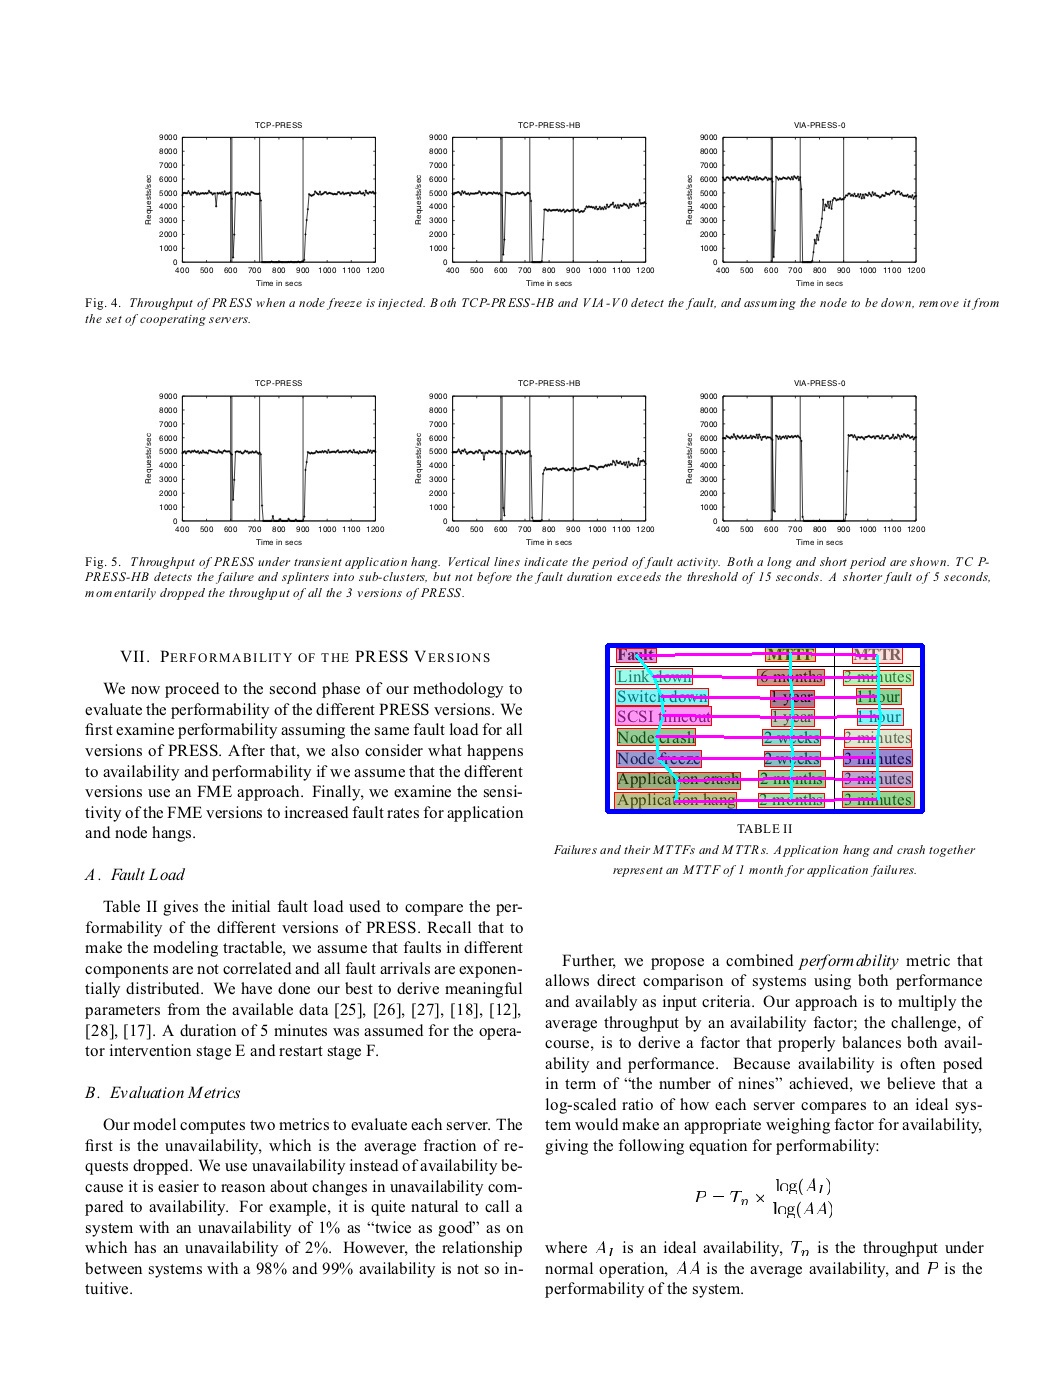 TCP-PRESS
TCP-PRESS-HB
VIA-PRESS-0
9000
8000
7000
6000
5000
4000
3000
2000
1000
0
400 500 600 700 800 900 1000 1100 1200
Requests/sec
Time in secs
9000
8000
7000
6000
5000
4000
3000
2000
1000
0
400 500 600 700 800 900 1000 1100 1200
Requests/sec
Time in secs
9000
8000
7000
6000
5000
4000
3000
2000
1000
0
400 500 600 700 800 900 1000 1100 1200
Requests/sec
Time in secs
Fig. 4. Throughput of PRESS when a node freeze is injected. Both TCP-PRESS-HB and VIA-V0 detect the fault, and assuming the node to be down, remove it from
the set of cooperating servers.
TCP-PRESS
TCP-PRESS-HB
VIA-PRESS-0
9000
8000
7000
6000
5000
4000
3000
2000
1000
0
400 500 600 700 800 900 1000 1100 1200
Requests/sec
Time in secs
9000
8000
7000
6000
5000
4000
3000
2000
1000
0
400 500 600 700 800 900 1000 1100 1200
Requests/sec
Time in secs
9000
8000
7000
6000
5000
4000
3000
2000
1000
0
400 500 600 700 800 900 1000 1100 1200
Requests/sec
Time in secs
Fig. 5. Throughput of PRESS under transient application hang. Vertical lines indicate the period of fault activity. Both a long and short period are shown. TCP-
PRESS-HB detects the failure and splinters into sub-clusters, but not before the fault duration exceeds the threshold of 15 seconds. A shorter fault of 5 seconds,
momentarily dropped the throughput of all the 3 versions of PRESS.
VII. PERFORMABILITY OF THE PRESS VERSIONS
We now proceed to the second phase of our methodology to
evaluate the performability of the different PRESS versions. We
first examine performability assuming the same fault load for all
versions of PRESS. After that, we also consider what happens
to availability and performability if we assume that the different
versions use an FME approach. Finally, we examine the sensi-
tivity of the FME versions to increased fault rates for application
and node hangs.
A. Fault Load
Table II gives the initial fault load used to compare the per-
formability of the different versions of PRESS. Recall that to
make the modeling tractable, we assume that faults in different
components are not correlated and all fault arrivals are exponen-
tially distributed. We have done our best to derive meaningful
parameters from the available data [25], [26], [27], [18], [12],
[28], [17]. A duration of 5 minutes was assumed for the opera-
tor intervention stage E and restart stage F.
B. Evaluation Metrics
Our model computes two metrics to evaluate each server. The
first is the unavailability, which is the average fraction of re-
quests dropped. We use unavailability instead of availability be-
cause it is easier to reason about changes in unavailability com-
pared to availability. For example, it is quite natural to call a
system with an unavailability of 1% as “twice as good” as on
which has an unavailability of 2%. However, the relationship
between systems with a 98% and 99% availability is not so in-
tuitive.
Fault MTTF MTTR
Link down 6 months 3 minutes
Switch down 1 year 1 hour
SCSI timeout 1 year 1 hour
Node crash 2 weeks 3 minutes
Node freeze 2 weeks 3 minutes
Application crash 2 months 3 minutes
Application hang 2 months 3 minutes
TABLE II
Failures and their MTTFs and MTTRs. Application hang and crash together
represent an MTTF of 1 month for application failures.
Further, we propose a combined performability metric that
allows direct comparison of systems using both performance
and availably as input criteria. Our approach is to multiply the
average throughput by an availability factor; the challenge, of
course, is to derive a factor that properly balances both avail-
ability and performance. Because availability is often posed
in term of “the number of nines” achieved, we believe that a
log-scaled ratio of how each server compares to an ideal sys-
tem would make an appropriate weighing factor for availability,
giving the following equation for performability:
P = Tn × log(AI) / log(AA)
where AI is an ideal availability, Tn is the throughput under
normal operation, AA is the average availability, and P is the
performability of the system.